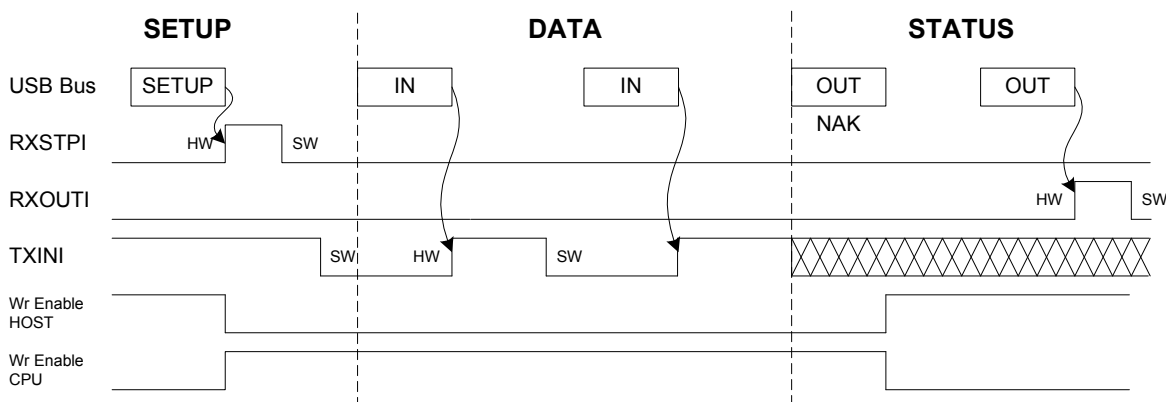 SETUP DATA STATUS
USB Bus SETUP IN IN OUT OUT
NAK
RXSTPI HW SW
RXOUTI HW SW
TXINI SW HW SW
Wr Enable
HOST
Wr Enable
CPU